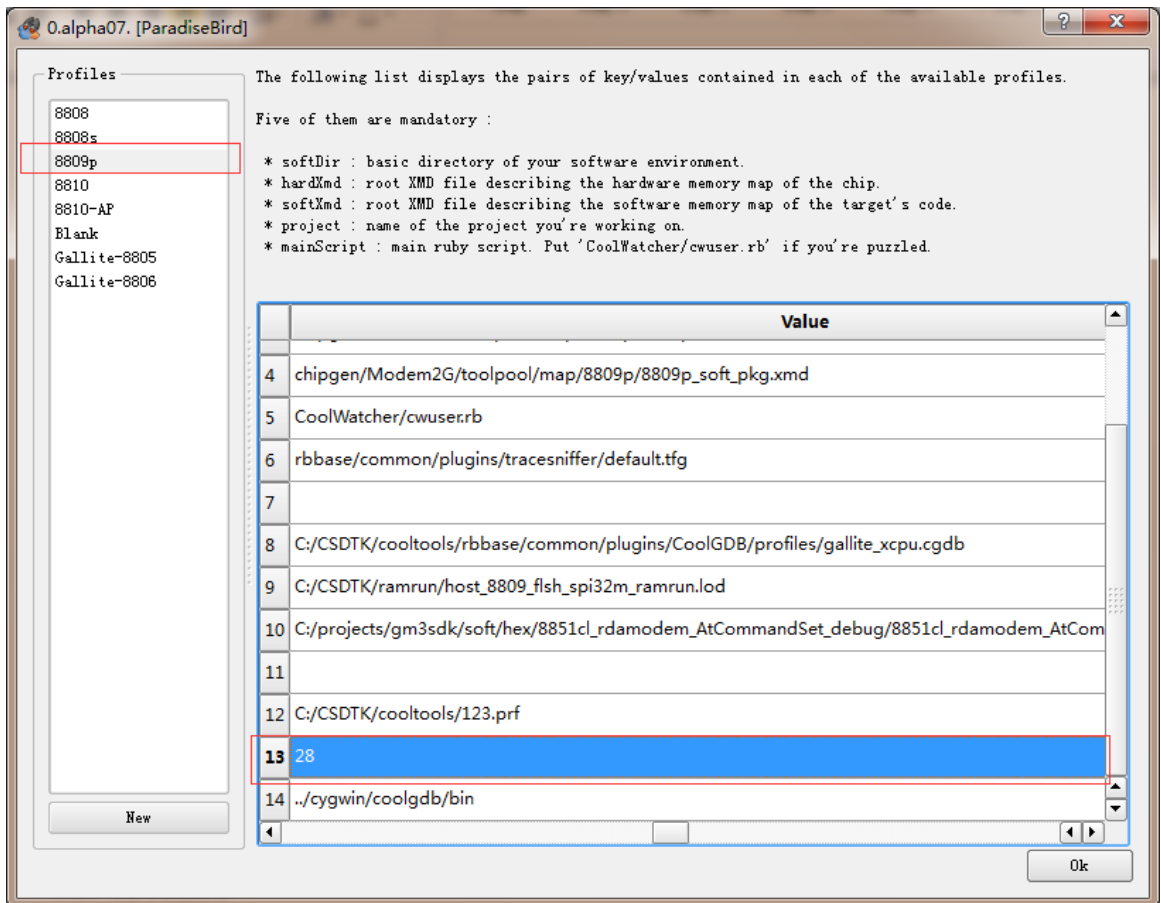 0.alpha07. [ParadiseBird]
Profiles
8808
8808s
8809p
8810
8810-AP
Blank
Gallite-8805
Gallite-8806
New
The following list displays the pairs of key/values contained in each of the available profiles.
Five of them are mandatory :
* softDir : basic directory of your software environment.
* hardXmd : root XMD file describing the hardware memory map of the chip.
* softXmd : root XMD file describing the software memory map of the target's code.
* project : name of the project you're working on.
* mainScript : main ruby script. Put 'CoolWatcher/cwuser.rb' if you're puzzled.
Value
4 chipgen/Modem2G/toolpool/map/8809p/8809p_soft_pkg.xmd
5 CoolWatcher/cwuser.rb
6 rbbase/common/plugins/tracesniffer/default.tfg
7
8 C:/CSDTK/cooltools/rbbase/common/plugins/CoolGDB/profiles/gallite_xcpu.cgdb
9 C:/CSDTK/ramrun/host_8809_flsh_spi32m_ramrun.lod
10 C:/projects/gm3sdk/soft/hex/8851cl_rdamodem_AtCommandSet_debug/8851cl_rdamodem_AtCom
11
12 C:/CSDTK/cooltools/123.prf
13 28
14 ../cygwin/coolgdb/bin
Ok